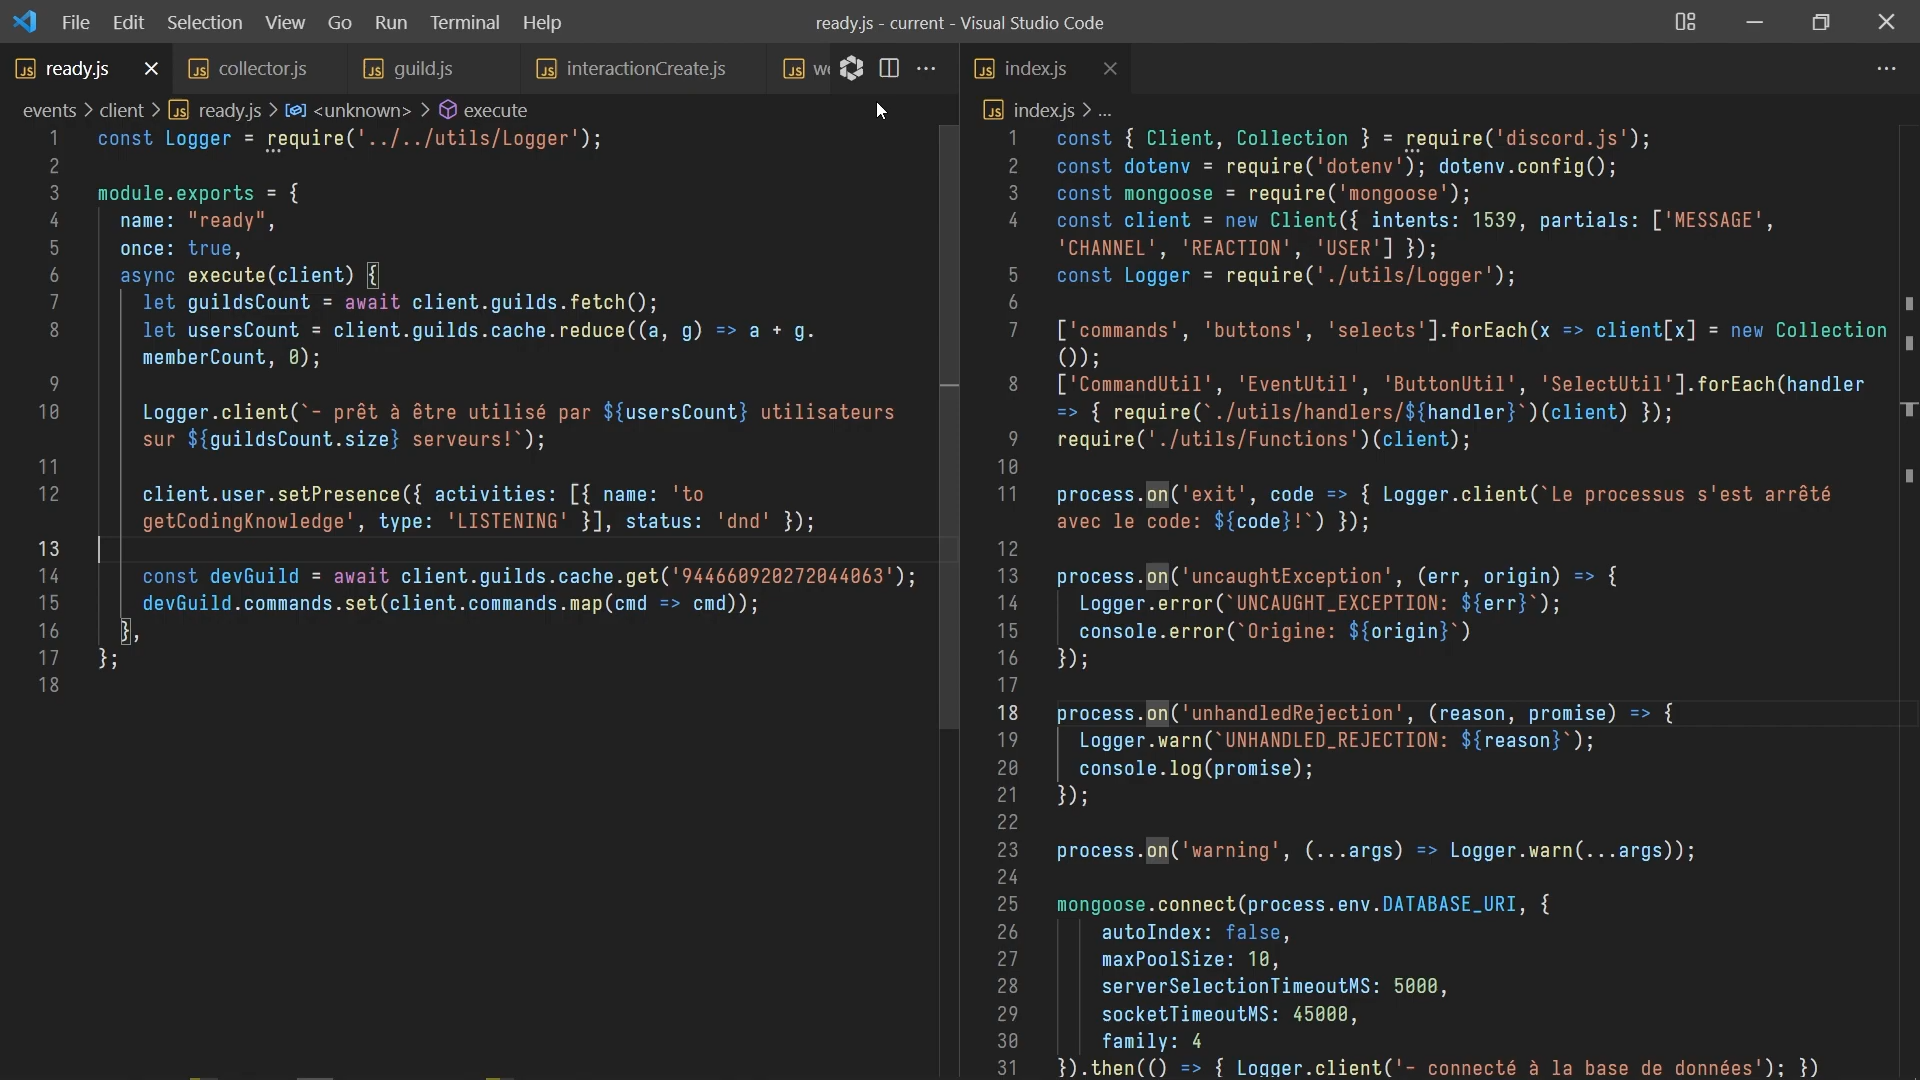 File Edit Selection View Go Run Terminal Help
ready.js - current - Visual Studio Code
JS ready.js
JS collector.js
JS guild.js
JS interactionCreate.js
JS
events > client > JS ready.js > <unknown> > execute
1 const Logger = require('../../utils/Logger');
2
3 module.exports = {
4 name: "ready",
5 once: true,
6 async execute(client) {
7 let guildsCount = await client.guilds.fetch();
8 let usersCount = client.guilds.cache.reduce((a, g) => a + g.
memberCount, 0);
9
10 Logger.client(`- prêt à être utilisé par ${usersCount} utilisateurs
sur ${guildsCount.size} serveurs!`);
11
12 client.user.setPresence({ activities: [{ name: 'to
getCodingKnowledge', type: 'LISTENING' }], status: 'dnd' });
13
14 const devGuild = await client.guilds.cache.get('944660920272044063');
15 devGuild.commands.set(client.commands.map(cmd => cmd));
16 },
17 };
18
JS index.js
JS index.js > ...
1 const { Client, Collection } = require('discord.js');
2 const dotenv = require('dotenv'); dotenv.config();
3 const mongoose = require('mongoose');
4 const client = new Client({ intents: 1539, partials: ['MESSAGE',
'CHANNEL', 'REACTION', 'USER'] });
5 const Logger = require('./utils/Logger');
6
7 ['commands', 'buttons', 'selects'].forEach(x => client[x] = new Collection
());
8 ['CommandUtil', 'EventUtil', 'ButtonUtil', 'SelectUtil'].forEach(handler
=> { require(`./utils/handlers/${handler}`)(client) });
9 require('./utils/Functions')(client);
10
11 process.on('exit', code => { Logger.client(`Le processus s'est arrêté
avec le code: ${code}!`) });
12
13 process.on('uncaughtException', (err, origin) => {
14 Logger.error(`UNCAUGHT_EXCEPTION: ${err}`);
15 console.error(`Origine: ${origin}`)
16 });
17
18 process.on('unhandledRejection', (reason, promise) => {
19 Logger.warn(`UNHANDLED_REJECTION: ${reason}`);
20 console.log(promise);
21 });
22
23 process.on('warning', (...args) => Logger.warn(...args));
24
25 mongoose.connect(process.env.DATABASE_URI, {
26 autoIndex: false,
27 maxPoolSize: 10,
28 serverSelectionTimeoutMS: 5000,
29 socketTimeoutMS: 45000,
30 family: 4
31 }).then(() => { Logger.client('- connecté à la base de données'); })